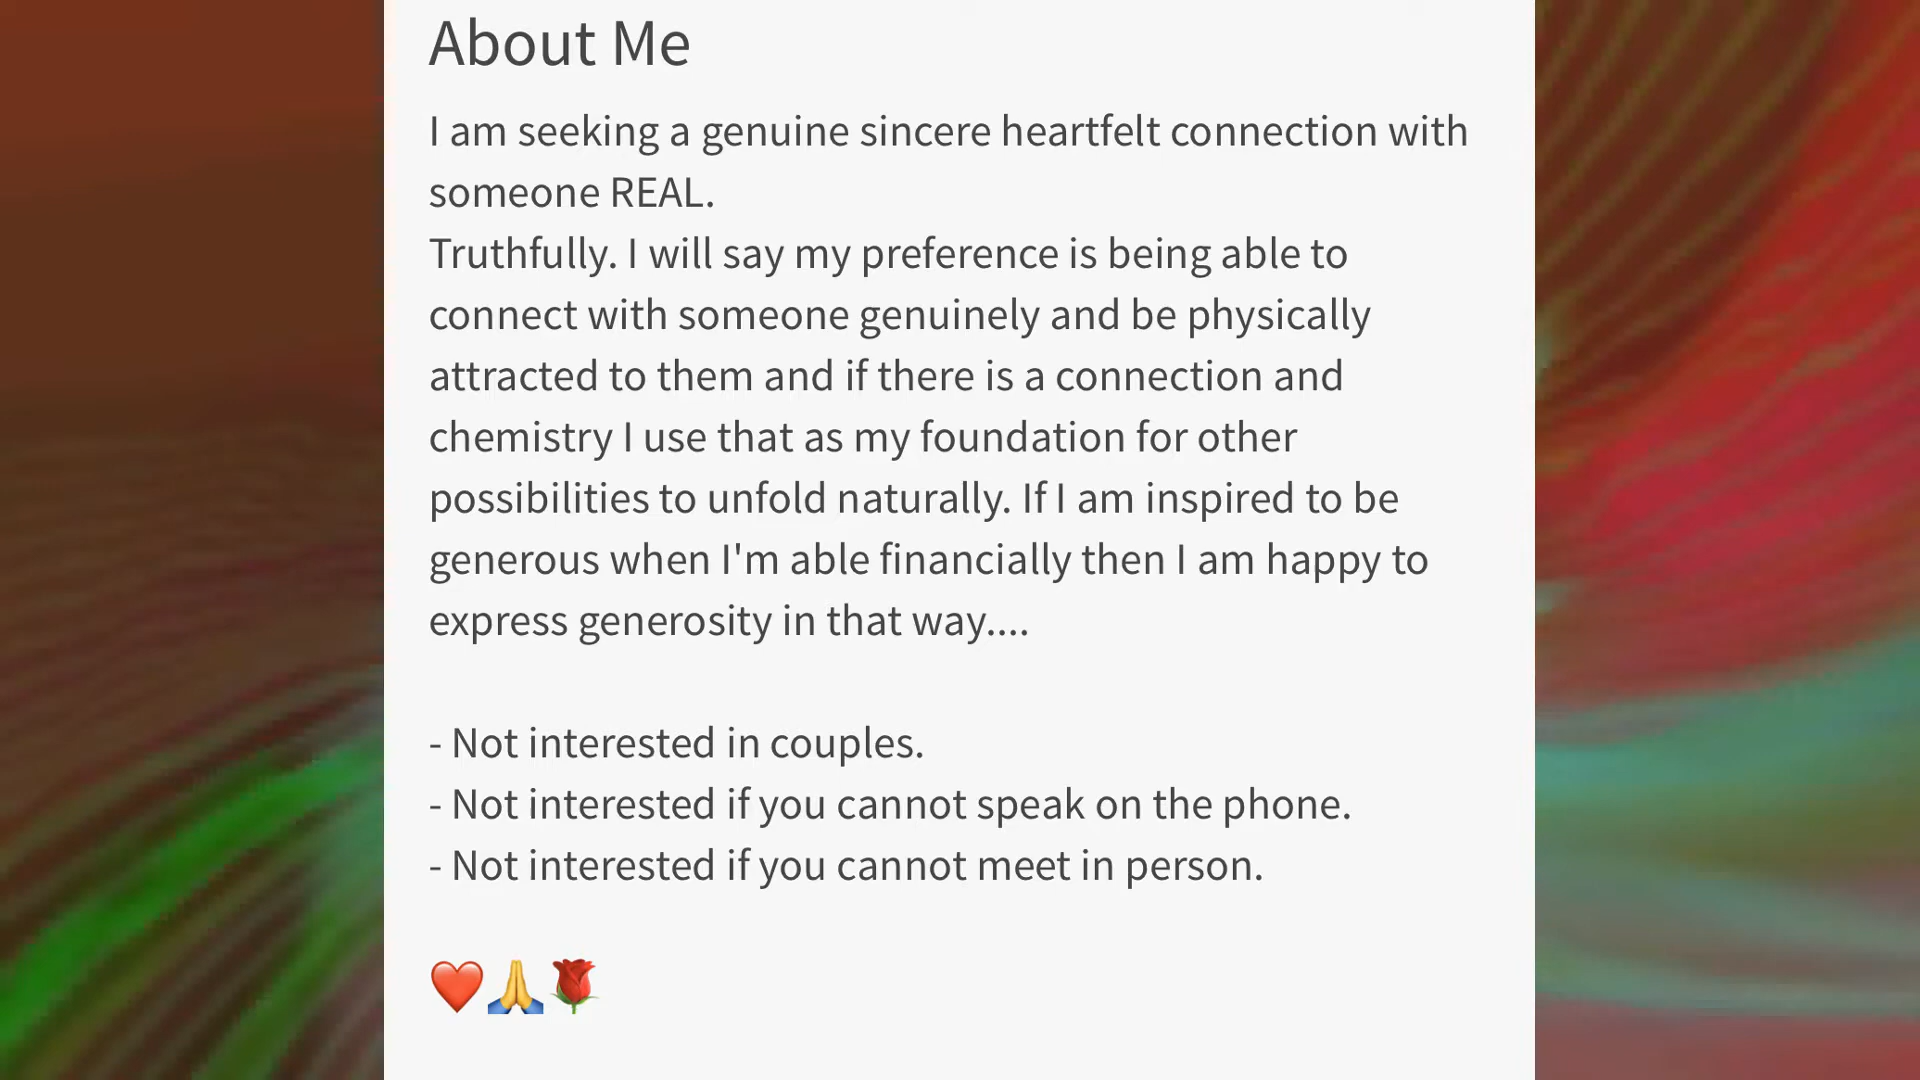 About Me
I am seeking a genuine sincere heartfelt connection with
someone REAL.
Truthfully. I will say my preference is being able to
connect with someone genuinely and be physically
attracted to them and if there is a connection and
chemistry I use that as my foundation for other
possibilities to unfold naturally. If I am inspired to be
generous when I'm able financially then I am happy to
express generosity in that way....
- Not interested in couples.
- Not interested if you cannot speak on the phone.
- Not interested if you cannot meet in person.
❤️🙏🌹